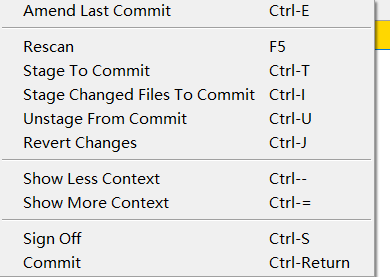 Amend Last Commit Ctrl-E
Rescan F5
Stage To Commit Ctrl-T
Stage Changed Files To Commit Ctrl-I
Unstage From Commit Ctrl-U
Revert Changes Ctrl-J
Show Less Context Ctrl--
Show More Context Ctrl-=
Sign Off Ctrl-S
Commit Ctrl-Return